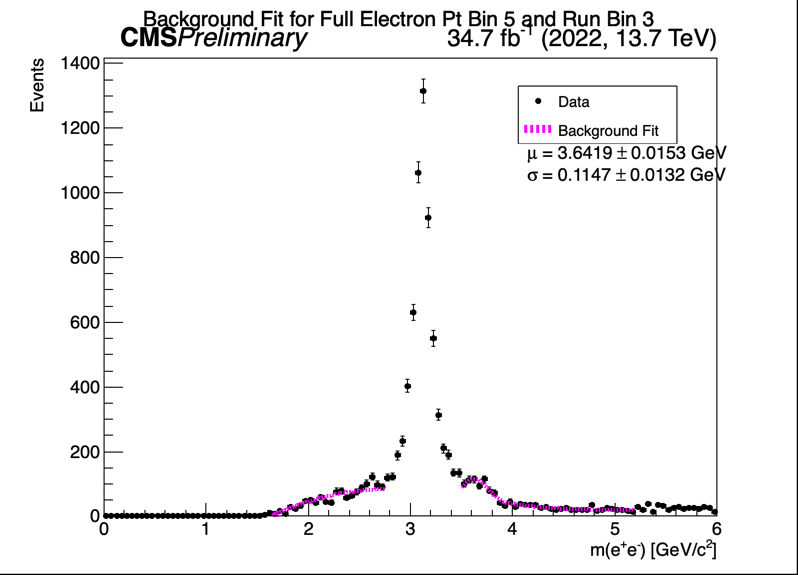 Background Fit for Full Electron Pt Bin 5 and Run Bin 3
CMS Preliminary 34.7 fb⁻¹ (2022, 13.7 TeV)
Events
1400
1200
1000
800
600
400
200
0
Data
Background Fit
μ = 3.6419 ± 0.0153 GeV
σ = 0.1147 ± 0.0132 GeV
0 1 2 3 4 5 6
m(e⁺e⁻) [GeV/c²]